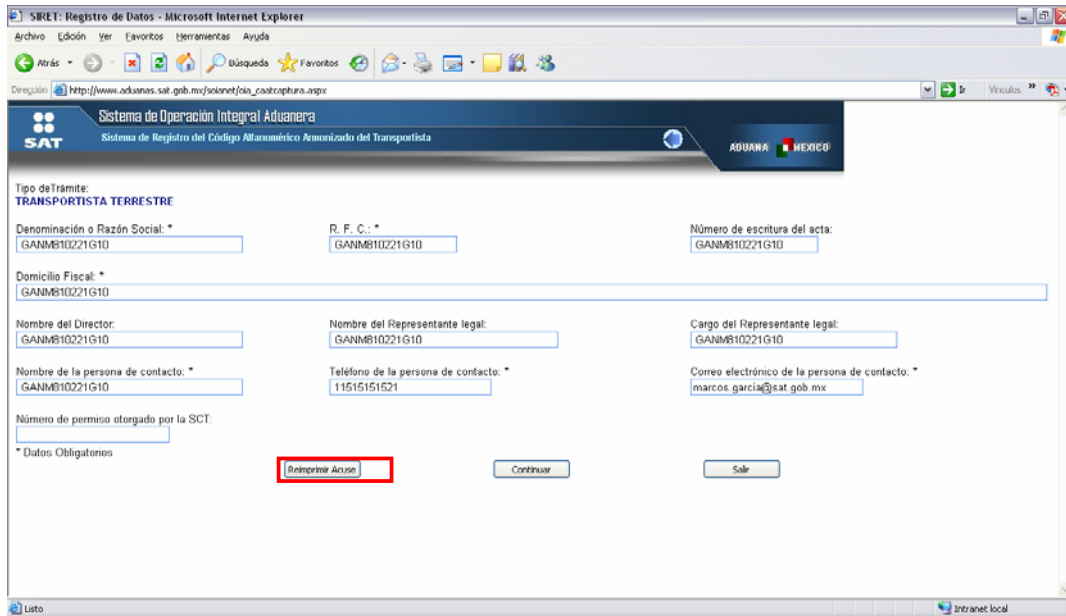 SIRET: Registro de Datos - Microsoft Internet Explorer
Archivo Edición Ver Favoritos Herramientas Ayuda
Atrás Búsqueda Favoritos
Dirección http://www.aduanas.sat.gob.mx/soianet/oia_caatcaptura.aspx Ir Vínculos »
SAT
Sistema de Operación Integral Aduanera
Sistema de Registro del Código Alfanumérico Armonizado del Transportista
ADUANA MEXICO
Tipo deTrámite:
TRANSPORTISTA TERRESTRE
Denominación o Razón Social: * R. F. C.: * Número de escritura del acta:
GANM810221G10 GANM810221G10 GANM810221G10
Domicilio Fiscal: *
GANM810221G10
Nombre del Director: Nombre del Representante legal: Cargo del Representante legal:
GANM810221G10 GANM810221G10 GANM810221G10
Nombre de la persona de contacto: * Teléfono de la persona de contacto: * Correo electrónico de la persona de contacto: *
GANM810221G10 11515151521 marcos.garcia@sat.gob.mx
Número de permiso otorgado por la SCT:
* Datos Obligatorios
Reimprimir Acuse Continuar Salir
Listo Intranet local